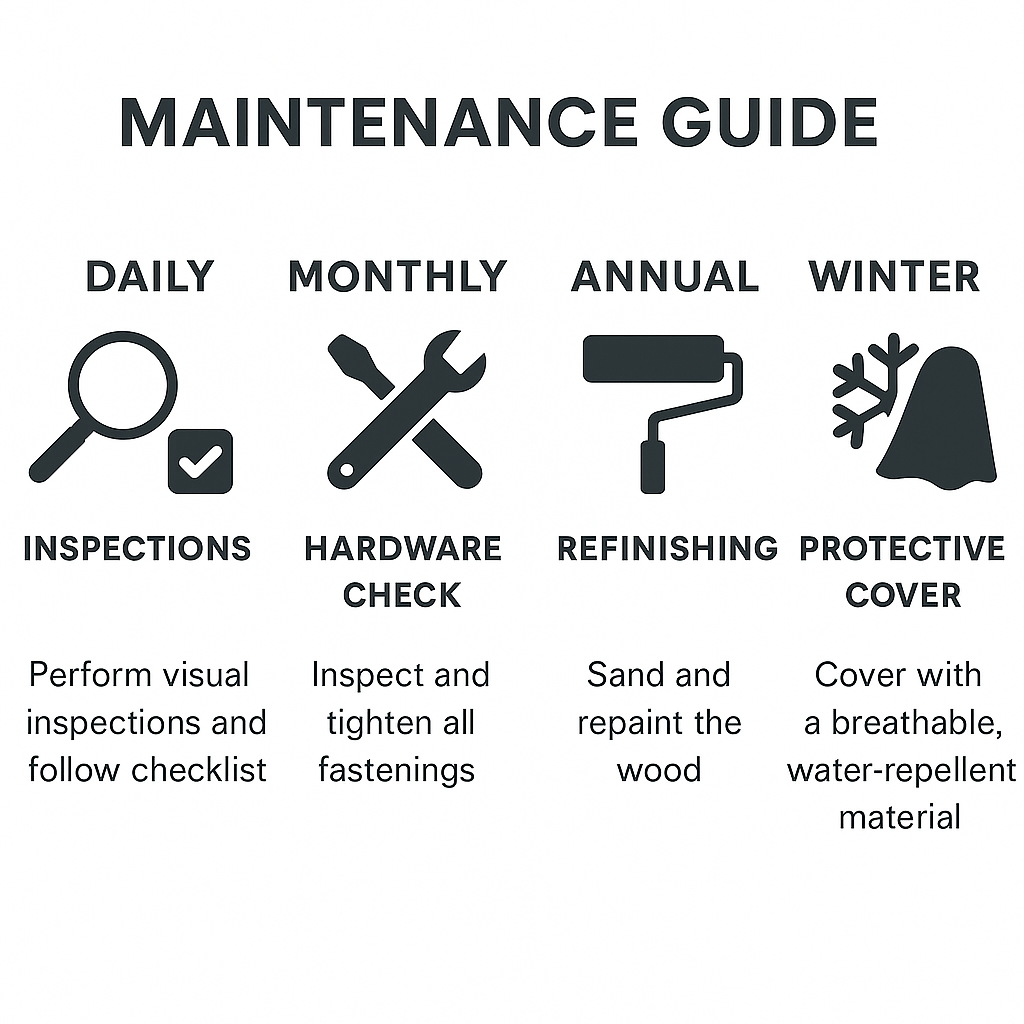 MAINTENANCE GUIDE
DAILY
INSPECTIONS
Perform visual
inspections and
follow checklist
MONTHLY
HARDWARE
CHECK
Inspect and
tighten all
fastenings
ANNUAL
REFINISHING
Sand and
repaint the
wood
WINTER
PROTECTIVE
COVER
Cover with
a breathable,
water-repellent
material